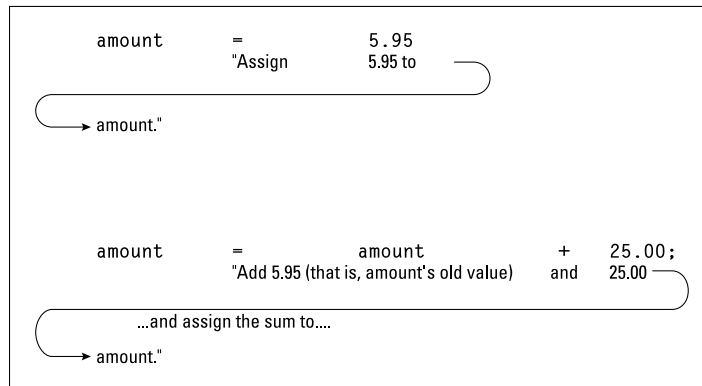 amount = 5.95
"Assign 5.95 to
amount."
amount = amount + 25.00;
"Add 5.95 (that is, amount's old value) and 25.00
...and assign the sum to....
amount."